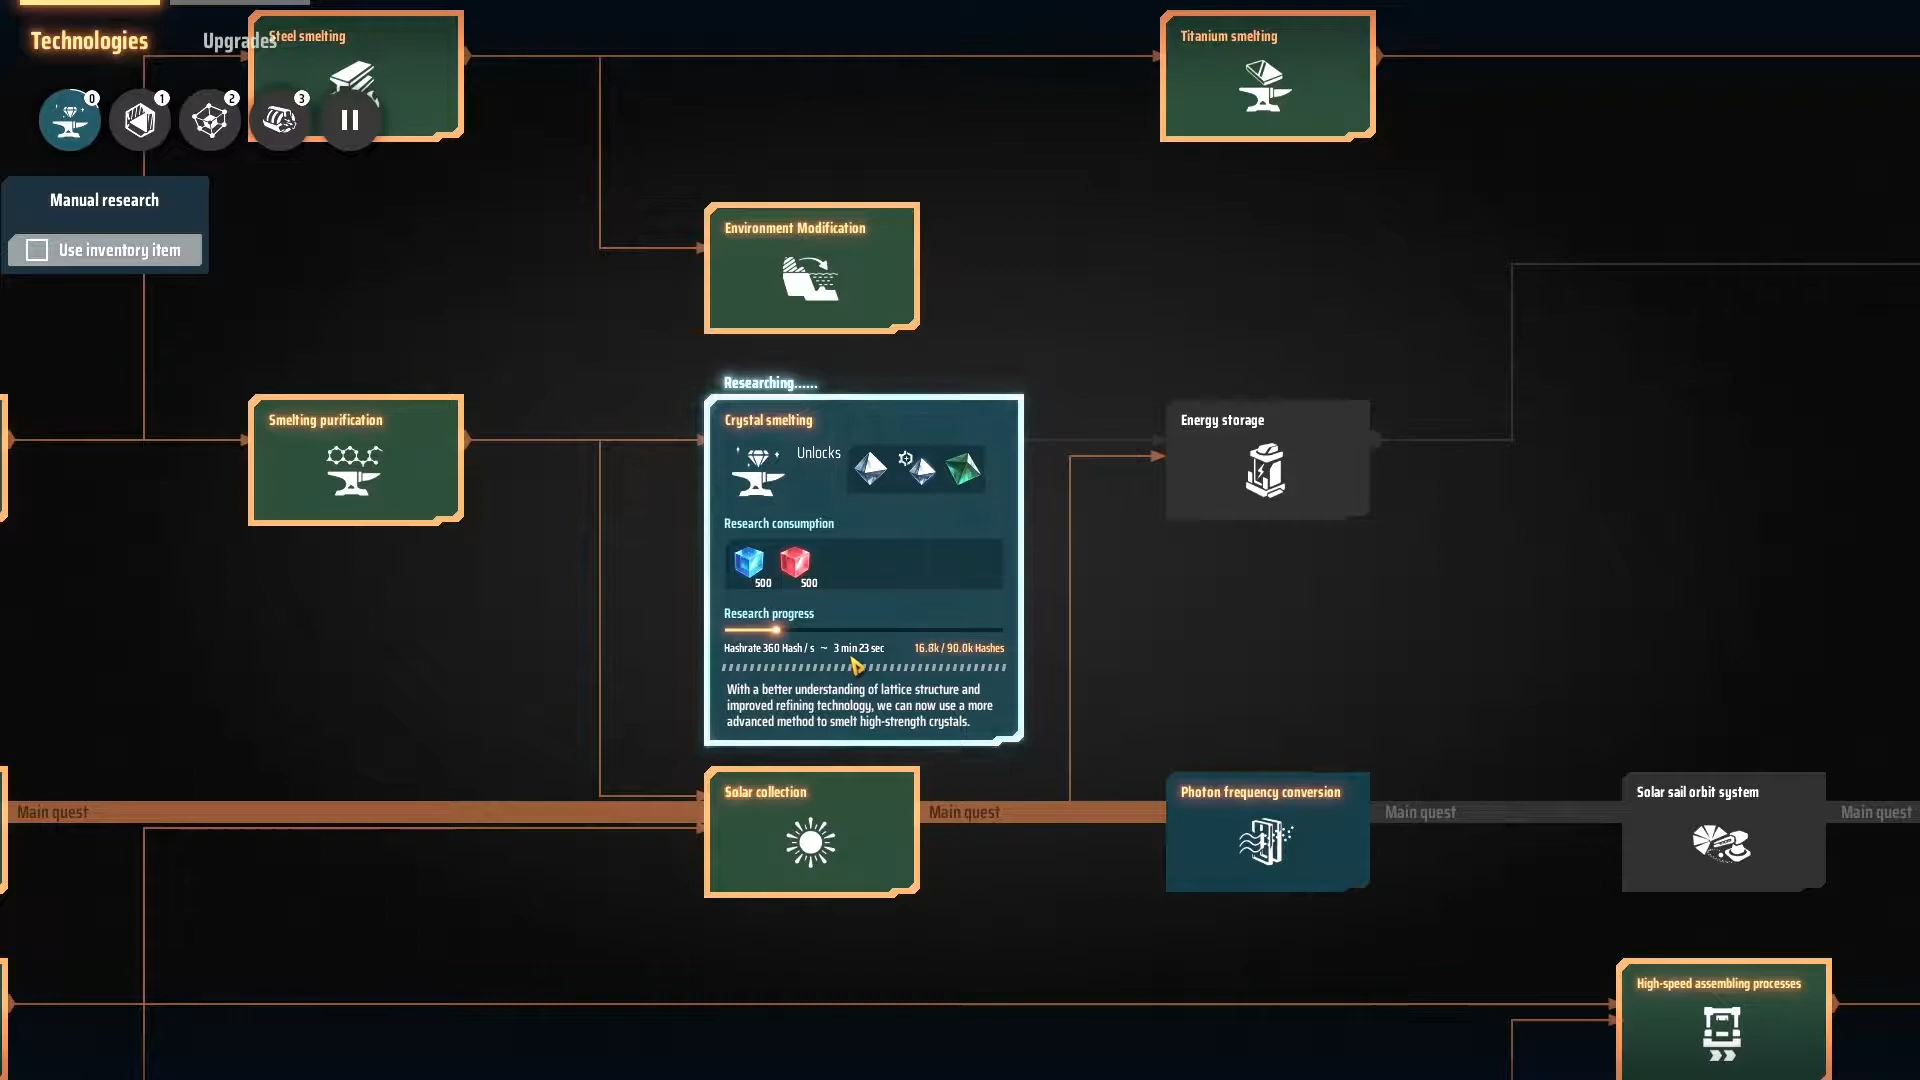 Technologies
Upgrades
Steel smelting
Titanium smelting
0
1
2
3
Manual research
Use inventory item
Environment Modification
Researching......
Smelting purification
Crystal smelting
Unlocks
Research consumption
500
500
Research progress
Hashrate 360 Hash / s ~ 3 min 23 sec
16.8k / 90.0k Hashes
With a better understanding of lattice structure and
improved refining technology, we can now use a more
advanced method to smelt high-strength crystals.
Energy storage
Main quest
Solar collection
Main quest
Photon frequency conversion
Main quest
Solar sail orbit system
Main quest
High-speed assembling processes